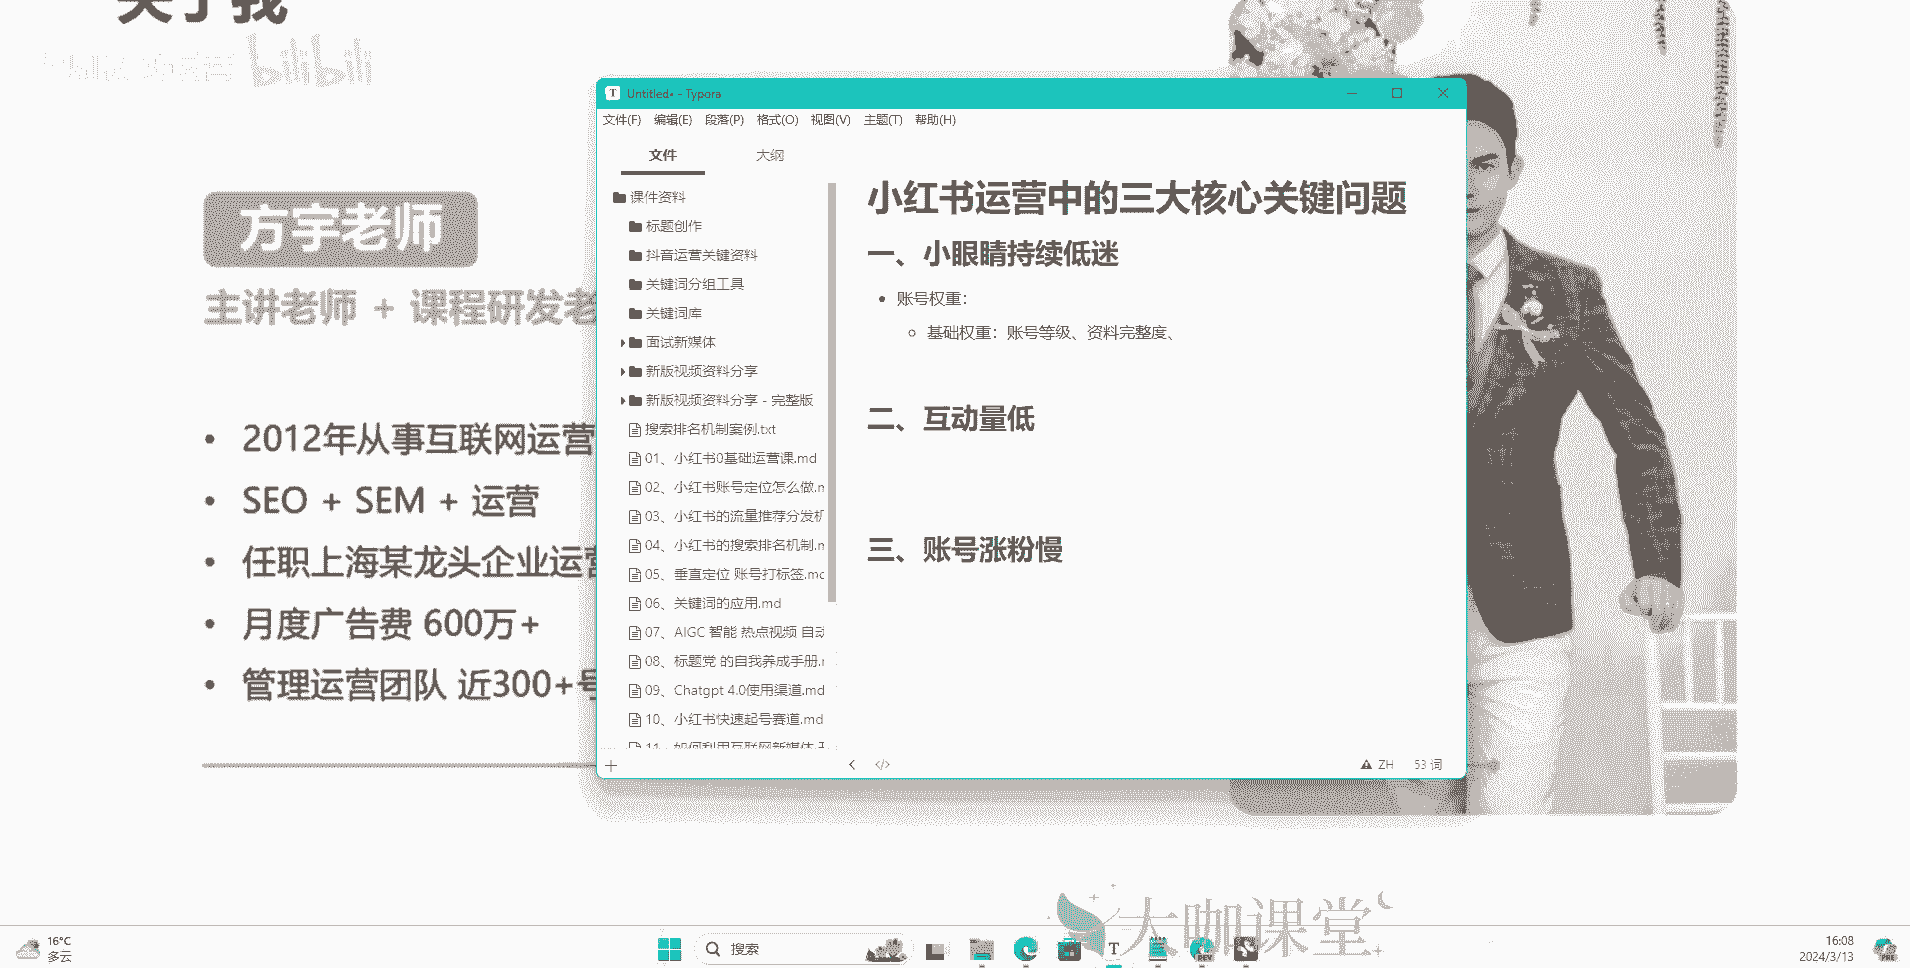 关于我
bilibili
方宇老师
主讲老师 + 课程研发老
2012年从事互联网运营
SEO + SEM + 运营
任职上海某龙头企业运营
月度广告费 600万+
管理运营团队 近300+号
Untitled• - Typora
文件(F) 编辑(E) 段落(P) 格式(O) 视图(V) 主题(T) 帮助(H)
文件 大纲
课件资料
标题创作
抖音运营关键资料
关键词分组工具
关键词库
面试新媒体
新版视频资料分享
新版视频资料分享 - 完整版
搜索排名机制案例.txt
01、小红书0基础运营课.md
02、小红书账号定位怎么做.m
03、小红书的流量推荐分发机
04、小红书的搜索排名机制.m
05、垂直定位 账号打标签.md
06、关键词的应用.md
07、AIGC 智能 热点视频 自动
08、标题党 的自我养成手册.m
09、Chatgpt 4.0使用渠道.md
10、小红书快速起号赛道.md
11、如何利用互联网新媒体
小红书运营中的三大核心关键问题
一、小眼睛持续低迷
账号权重：
基础权重：账号等级、资料完整度、
二、互动量低
三、账号涨粉慢
ZH 53 词
大咖课堂
16°C
多云
搜索
T
DEV
16:08
2024/3/13
PRE